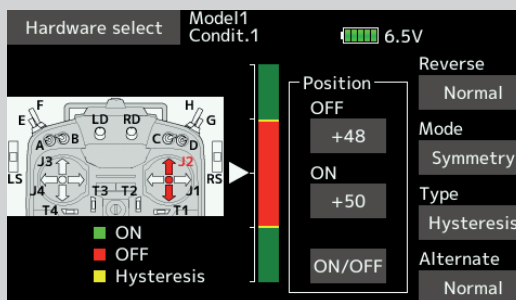 Hardware select
Model1
Condit.1
6.5V
F
H
E
LD RD
G
A B
C D
J3
J2
LS
RS
J4
T3 T2
J1
T4
T1
ON
OFF
Hysteresis
Position
OFF
+48
ON
+50
ON/OFF
Reverse
Normal
Mode
Symmetry
Type
Hysteresis
Alternate
Normal